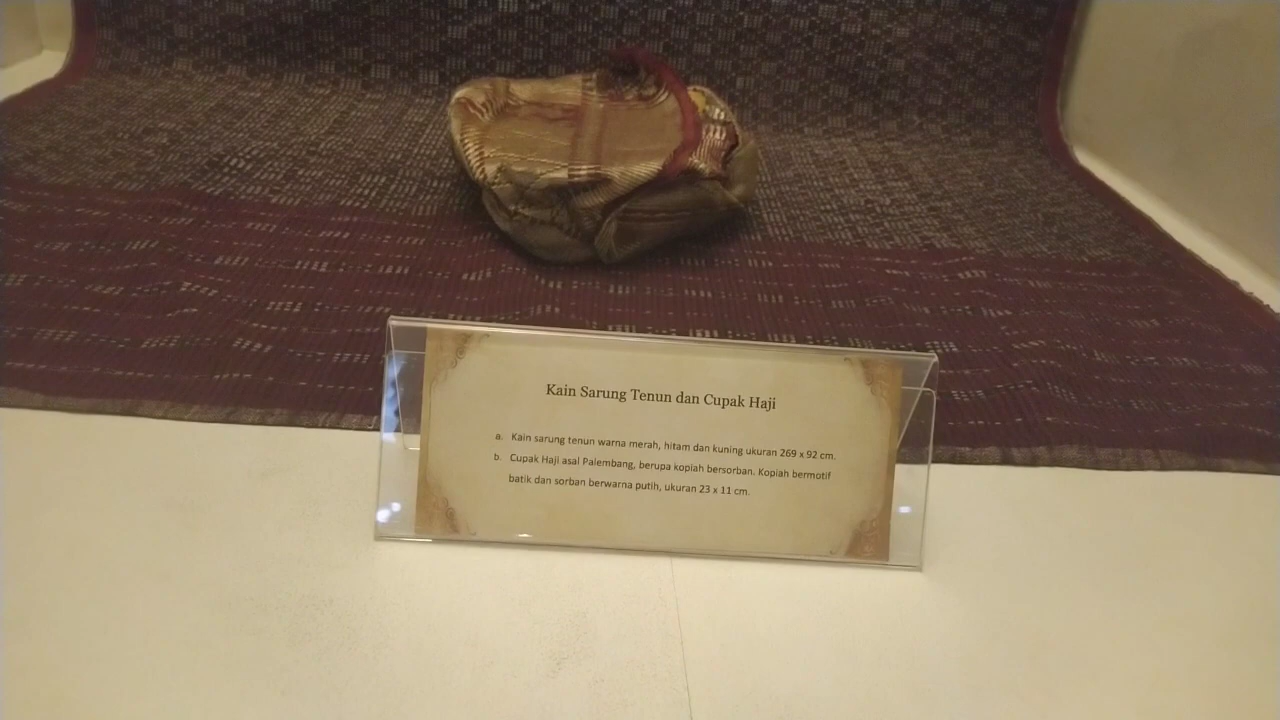 Kain Sarung Tenun dan Cupak Haji
a. Kain sarung tenun warna merah, hitam dan kuning ukuran 269 x 92 cm.
b. Cupak Haji asal Palembang, berupa kopiah bersorban. Kopiah bermotif
batik dan sorban berwarna putih, ukuran 23 x 11 cm.